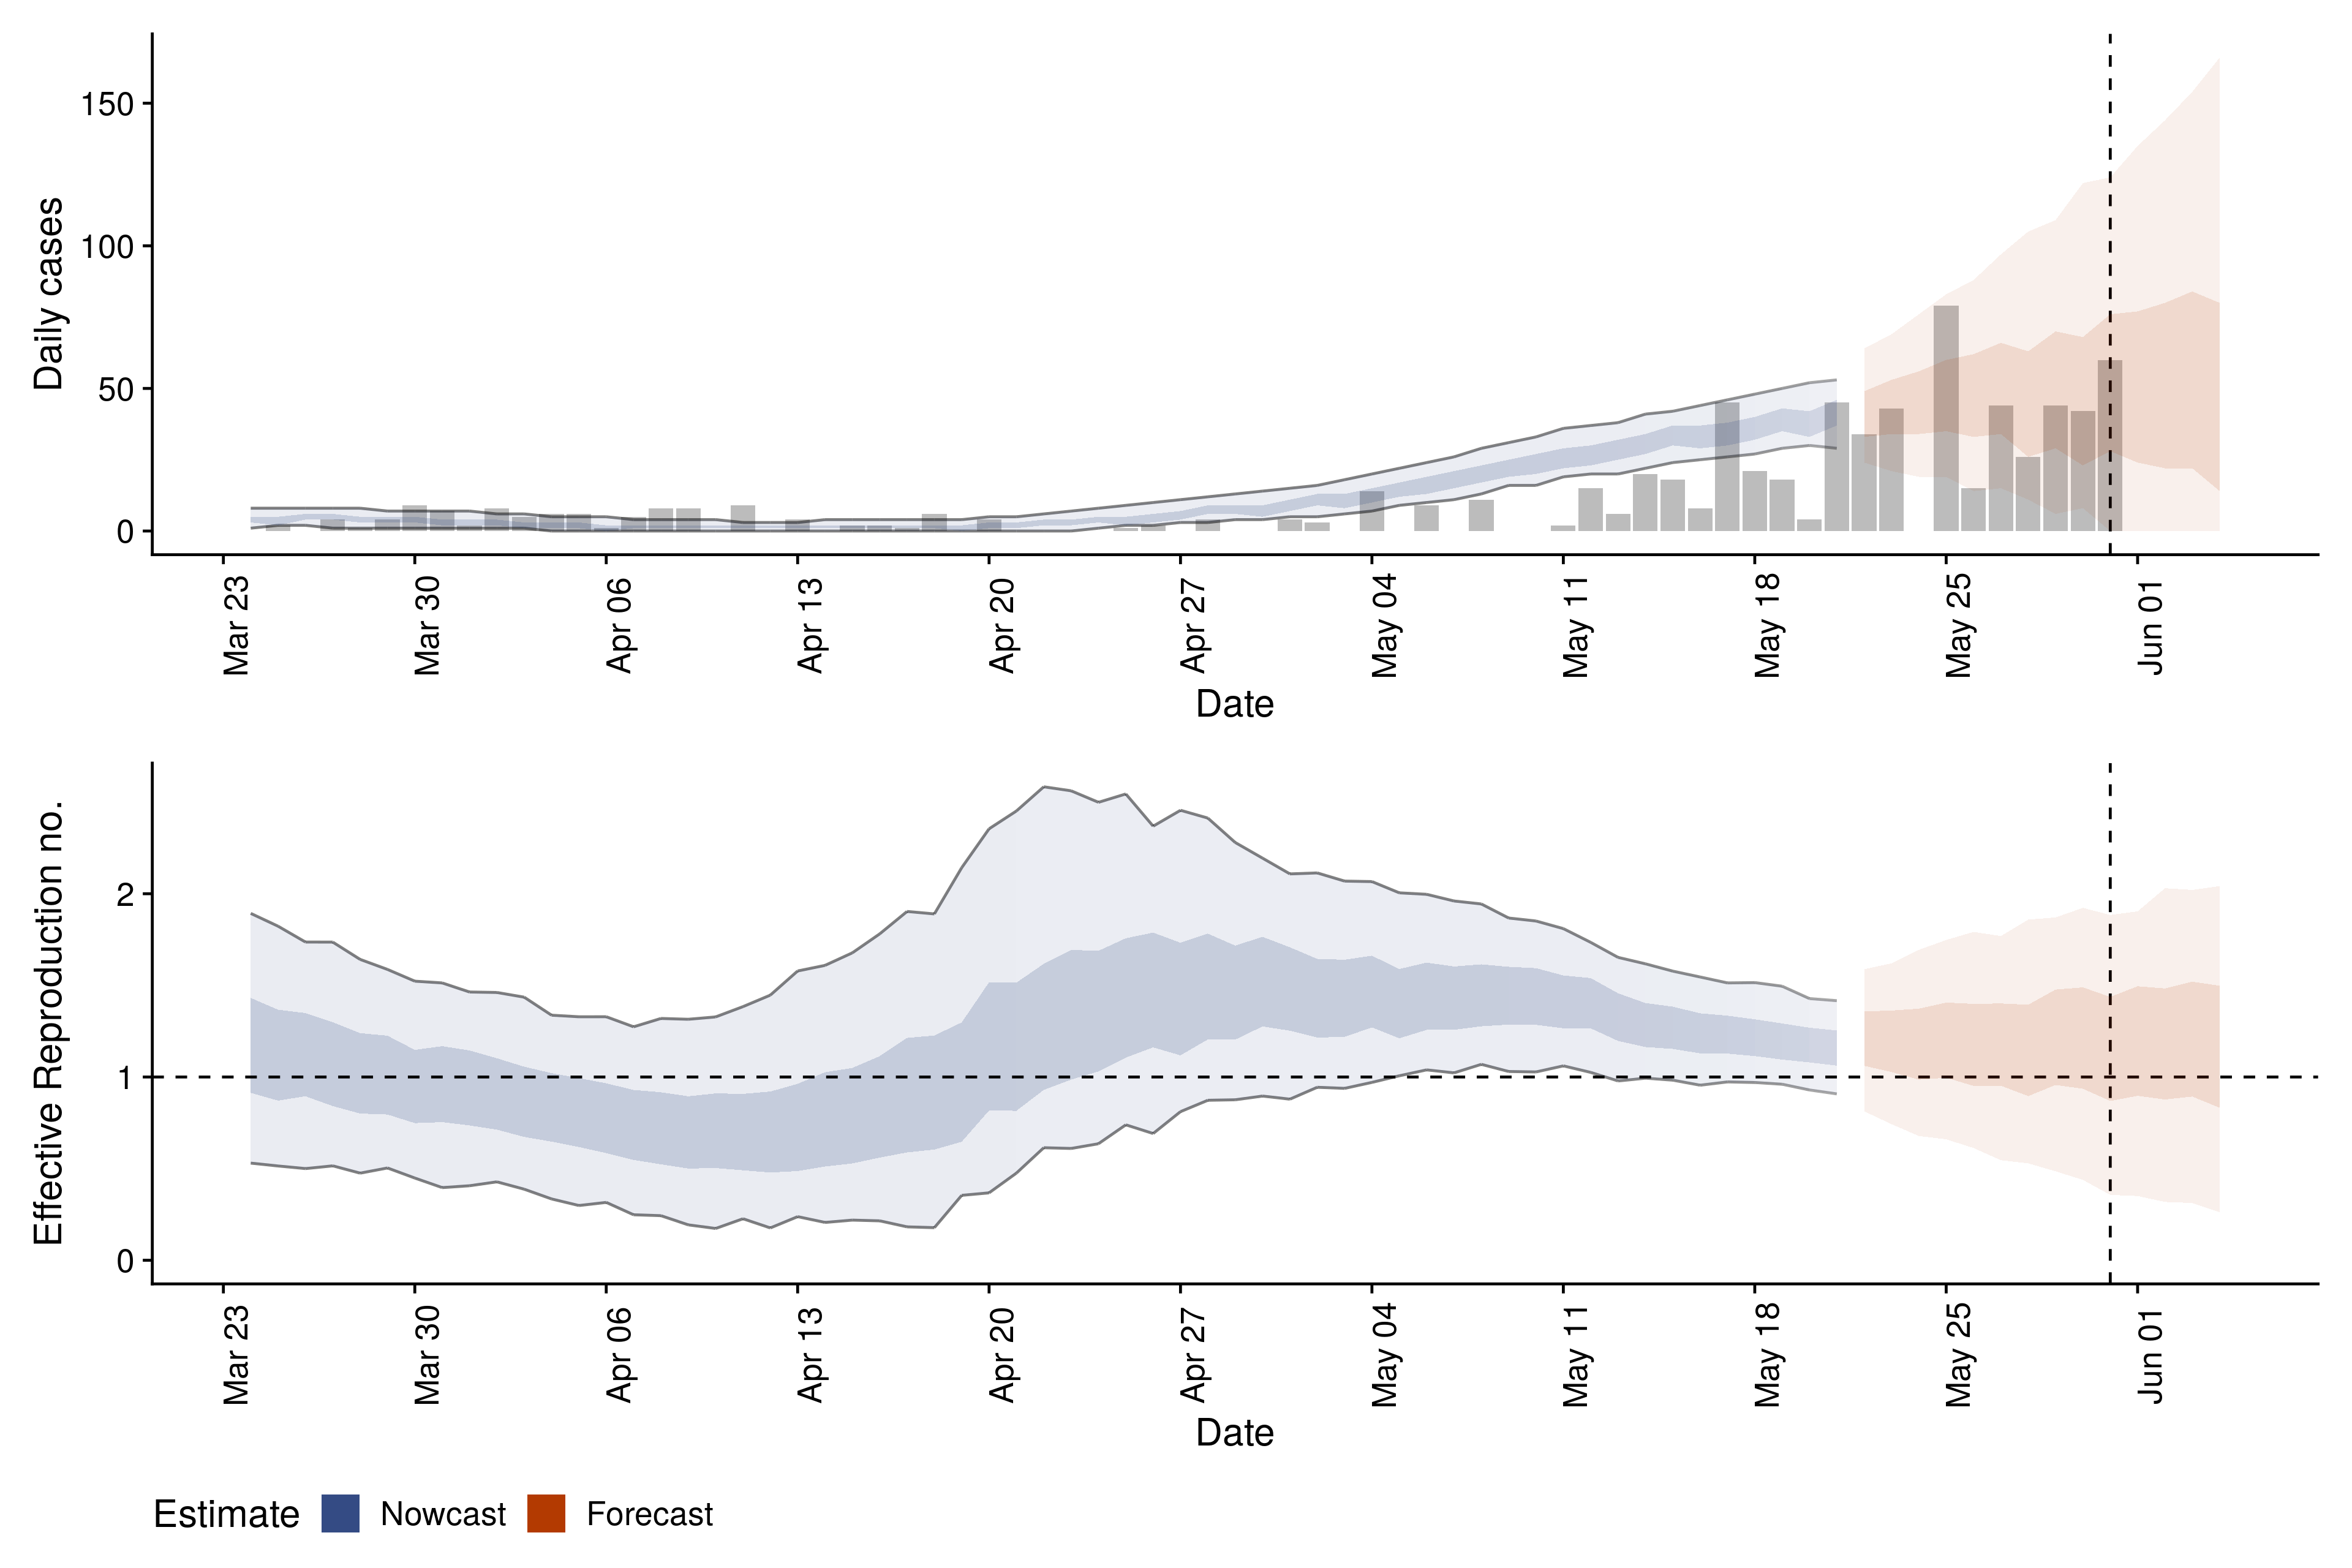 Daily cases
150
100
50
0
Mar 23
Mar 30
Apr 06
Apr 13
Apr 20
Apr 27
May 04
May 11
May 18
May 25
Jun 01
Date
Effective Reproduction no.
2
1
0
Mar 23
Mar 30
Apr 06
Apr 13
Apr 20
Apr 27
May 04
May 11
May 18
May 25
Jun 01
Date
Estimate Nowcast Forecast